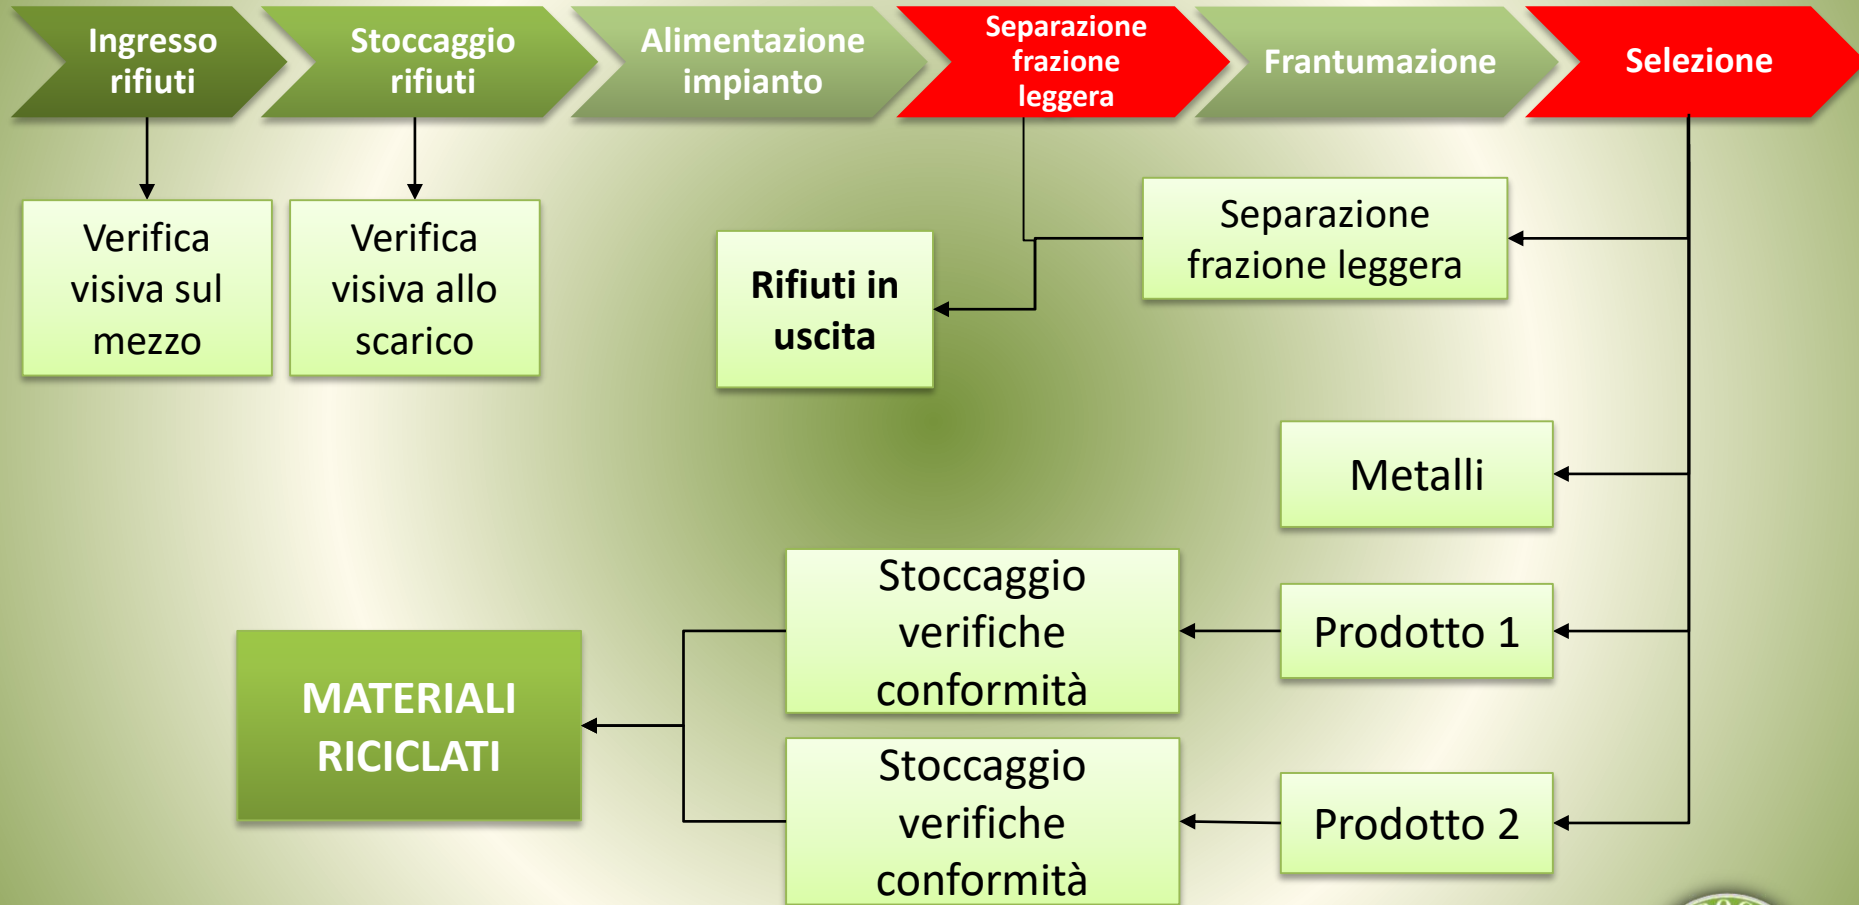 Ingresso
rifiuti
Stoccaggio
rifiuti
Alimentazione
impianto
Separazione
frazione
leggera
Frantumazione
Selezione
Verifica
visiva sul
mezzo
Verifica
visiva allo
scarico
Rifiuti in
uscita
Separazione
frazione leggera
Metalli
Stoccaggio
verifiche
conformità
Prodotto 1
MATERIALI
RICICLATI
Stoccaggio
verifiche
conformità
Prodotto 2